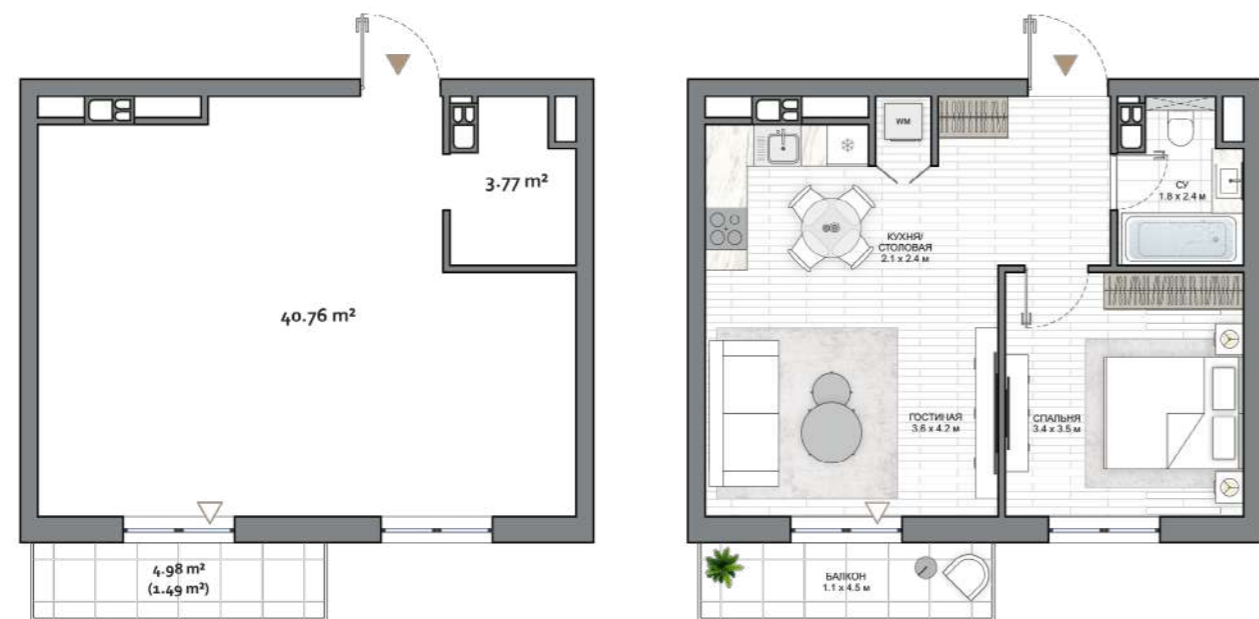 3.77 m²
40.76 m²
4.98 m²
(1.49 m²)
WM
СУ
1.8 x 2.4 м
КУХНЯ/
СТОЛОВАЯ
2.1 x 2.4 м
ГОСТИНАЯ
3.6 x 4.2 м
СПАЛЬНЯ
3.4 x 3.5 м
БАЛКОН
1.1 x 4.5 м